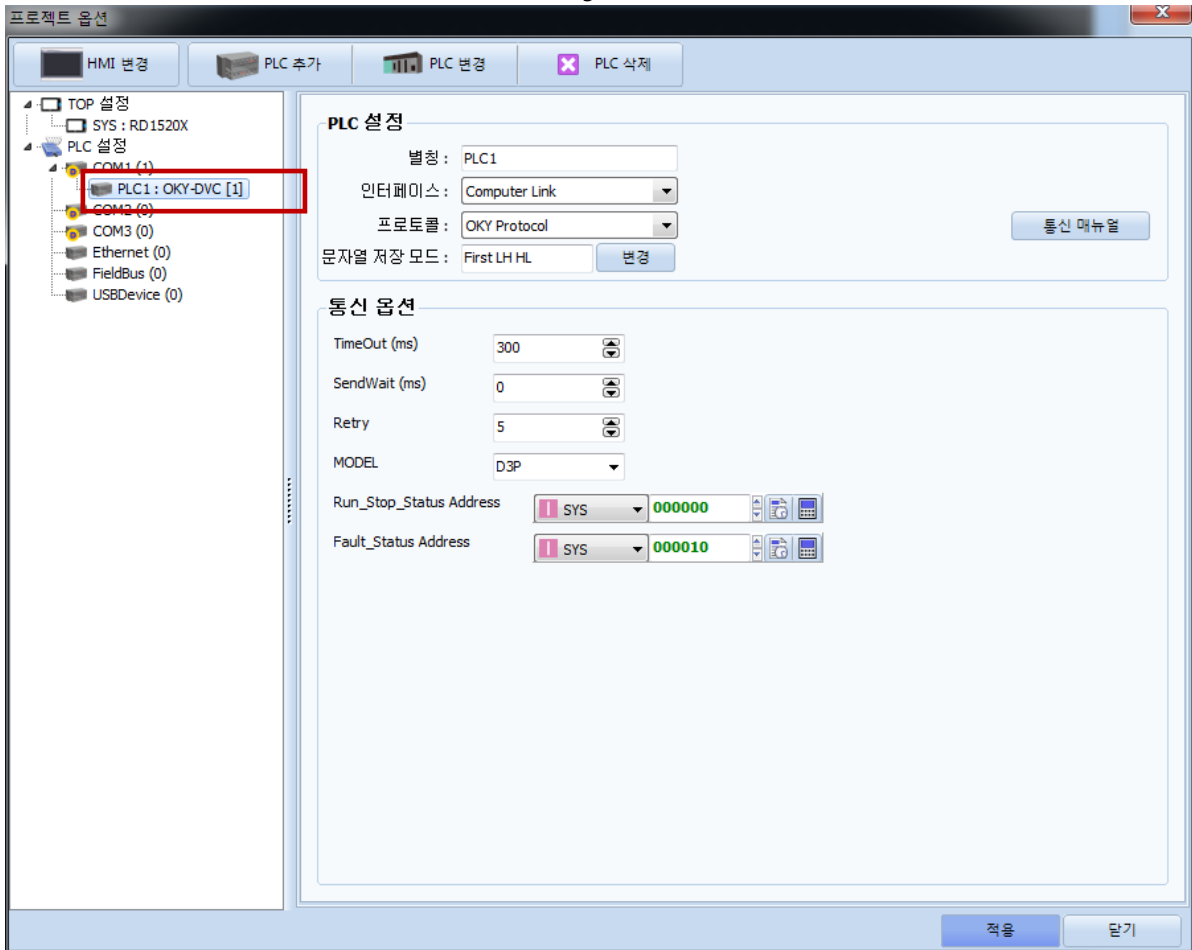 프로젝트 옵션
X
HMI 변경
PLC 추가
PLC 변경
PLC 삭제
TOP 설정
SYS : RD1520X
PLC 설정
COM1 (1)
PLC1 : OKY-DVC [1]
COM2 (0)
COM3 (0)
Ethernet (0)
FieldBus (0)
USBDevice (0)
PLC 설정
별칭 : PLC1
인터페이스 : Computer Link
프로토콜 : OKY Protocol
통신 매뉴얼
문자열 저장 모드 : First LH HL 변경
통신 옵션
TimeOut (ms) 300
SendWait (ms) 0
Retry 5
MODEL D3P
Run_Stop_Status Address SYS 000000
Fault_Status Address SYS 000010
적용
닫기